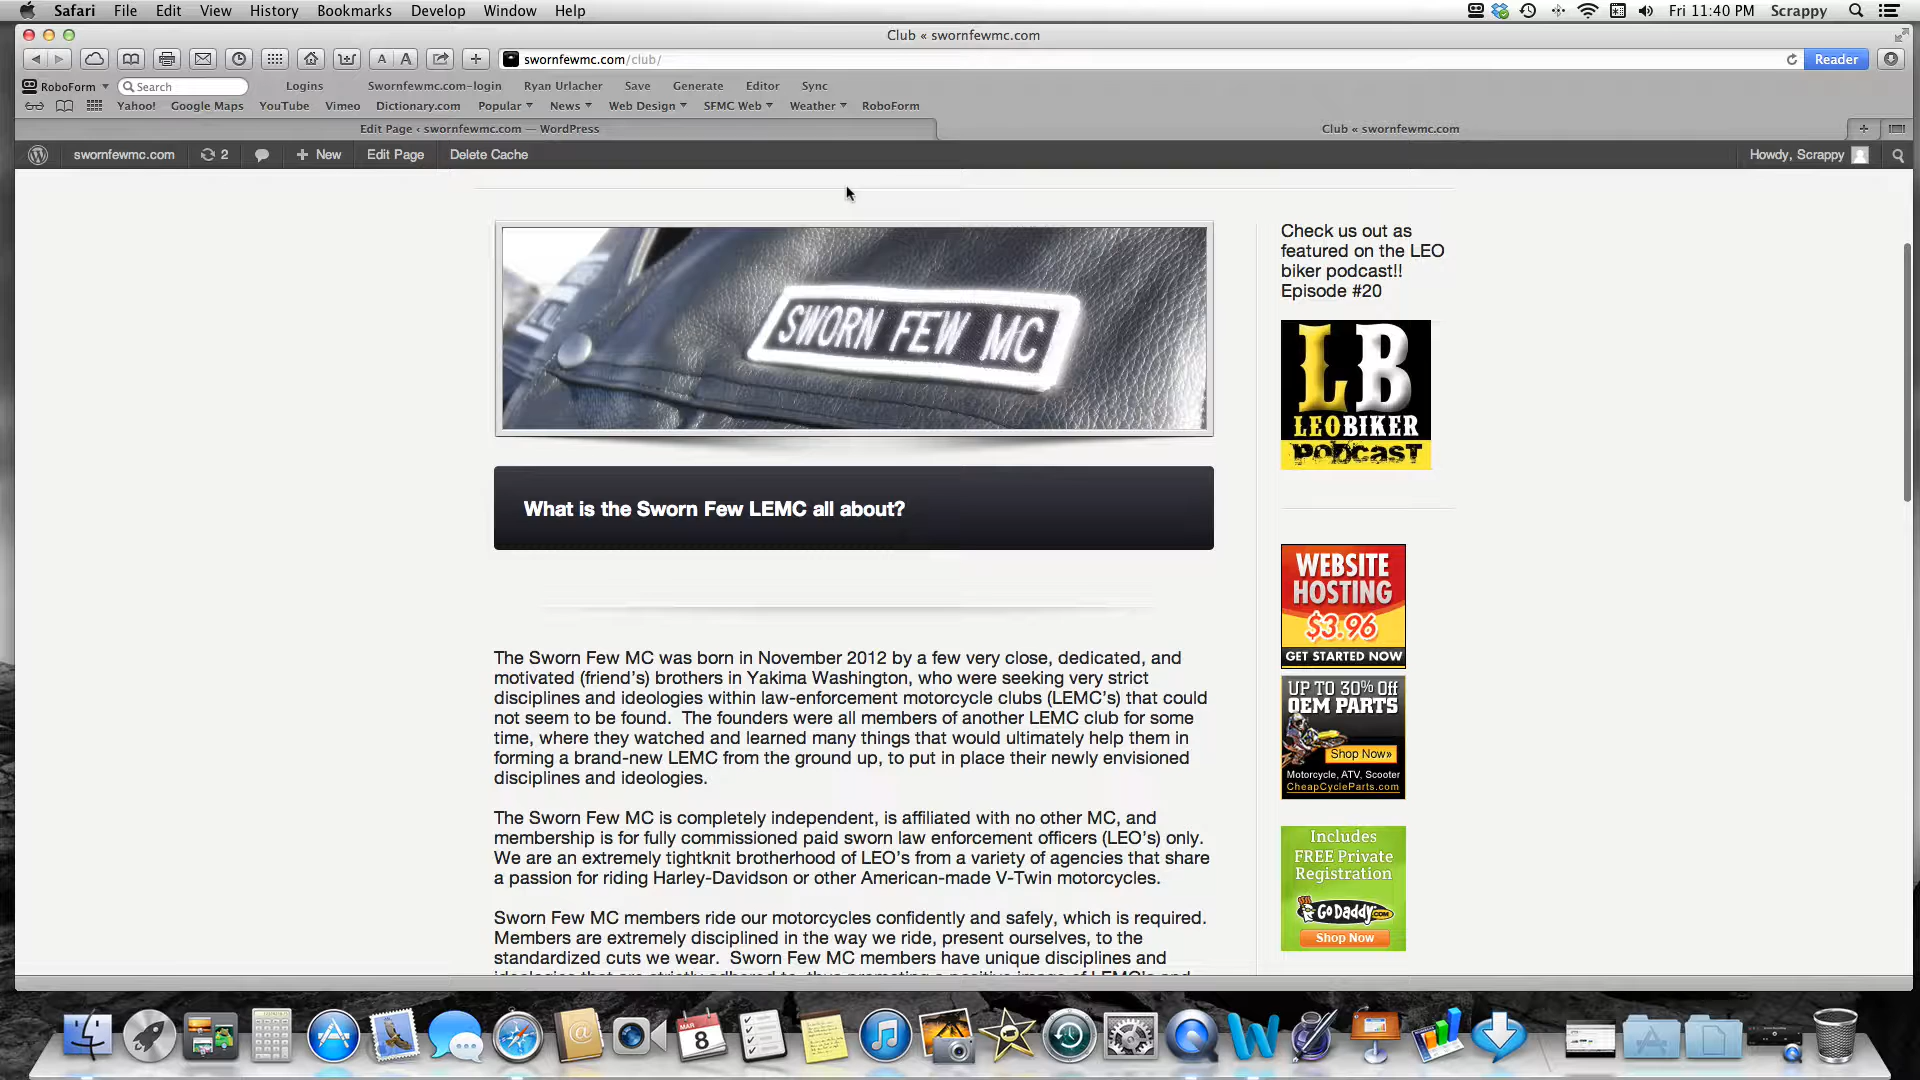 Safari File Edit View History Bookmarks Develop Window Help Fri 11:40 PM Scrappy
Club « swornfewmc.com
swornfewmc.com/club/ Reader
RoboForm Search Logins Swornfewmc.com-login Ryan Urlacher Save Generate Editor Sync
Yahoo! Google Maps YouTube Vimeo Dictionary.com Popular News Web Design SFMC Web Weather RoboForm
Edit Page ‹ swornfewmc.com — WordPress Club « swornfewmc.com
swornfewmc.com 2 + New Edit Page Delete Cache Howdy, Scrappy
SWORN FEW MC
What is the Sworn Few LEMC all about?
The Sworn Few MC was born in November 2012 by a few very close, dedicated, and
motivated (friend's) brothers in Yakima Washington, who were seeking very strict
disciplines and ideologies within law-enforcement motorcycle clubs (LEMC's) that could
not seem to be found.  The founders were all members of another LEMC club for some
time, where they watched and learned many things that would ultimately help them in
forming a brand-new LEMC from the ground up, to put in place their newly envisioned
disciplines and ideologies.
The Sworn Few MC is completely independent, is affiliated with no other MC, and
membership is for fully commissioned paid sworn law enforcement officers (LEO's) only.
We are an extremely tightknit brotherhood of LEO's from a variety of agencies that share
a passion for riding Harley-Davidson or other American-made V-Twin motorcycles.
Sworn Few MC members ride our motorcycles confidently and safely, which is required.
Members are extremely disciplined in the way we ride, present ourselves, to the
standardized cuts we wear.  Sworn Few MC members have unique disciplines and
Check us out as
featured on the LEO
biker podcast!!
Episode #20
LB
LEOBIKER
PODCAST
WEBSITE
HOSTING
$3.96
GET STARTED NOW
UP TO 30% Off
OEM PARTS
Shop Now»
Motorcycle, ATV, Scooter
CheapCycleParts.com
Includes
FREE Private
Registration
GoDaddy.COM
Shop Now
MAR
8